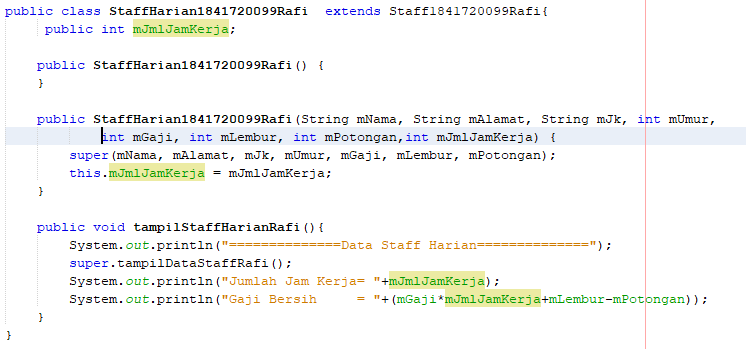 public class StaffHarian1841720099Rafi  extends Staff1841720099Rafi{
     public int mJmlJamKerja;
    public StaffHarian1841720099Rafi() {
    }
    public StaffHarian1841720099Rafi(String mNama, String mAlamat, String mJk, int mUmur,
            int mGaji, int mLembur, int mPotongan,int mJmlJamKerja) {
        super(mNama, mAlamat, mJk, mUmur, mGaji, mLembur, mPotongan);
        this.mJmlJamKerja = mJmlJamKerja;
    }
    public void tampilStaffHarianRafi(){
        System.out.println("==============Data Staff Harian==============");
        super.tampilDataStaffRafi();
        System.out.println("Jumlah Jam Kerja= "+mJmlJamKerja);
        System.out.println("Gaji Bersih     = "+(mGaji*mJmlJamKerja+mLembur-mPotongan));
    }
}